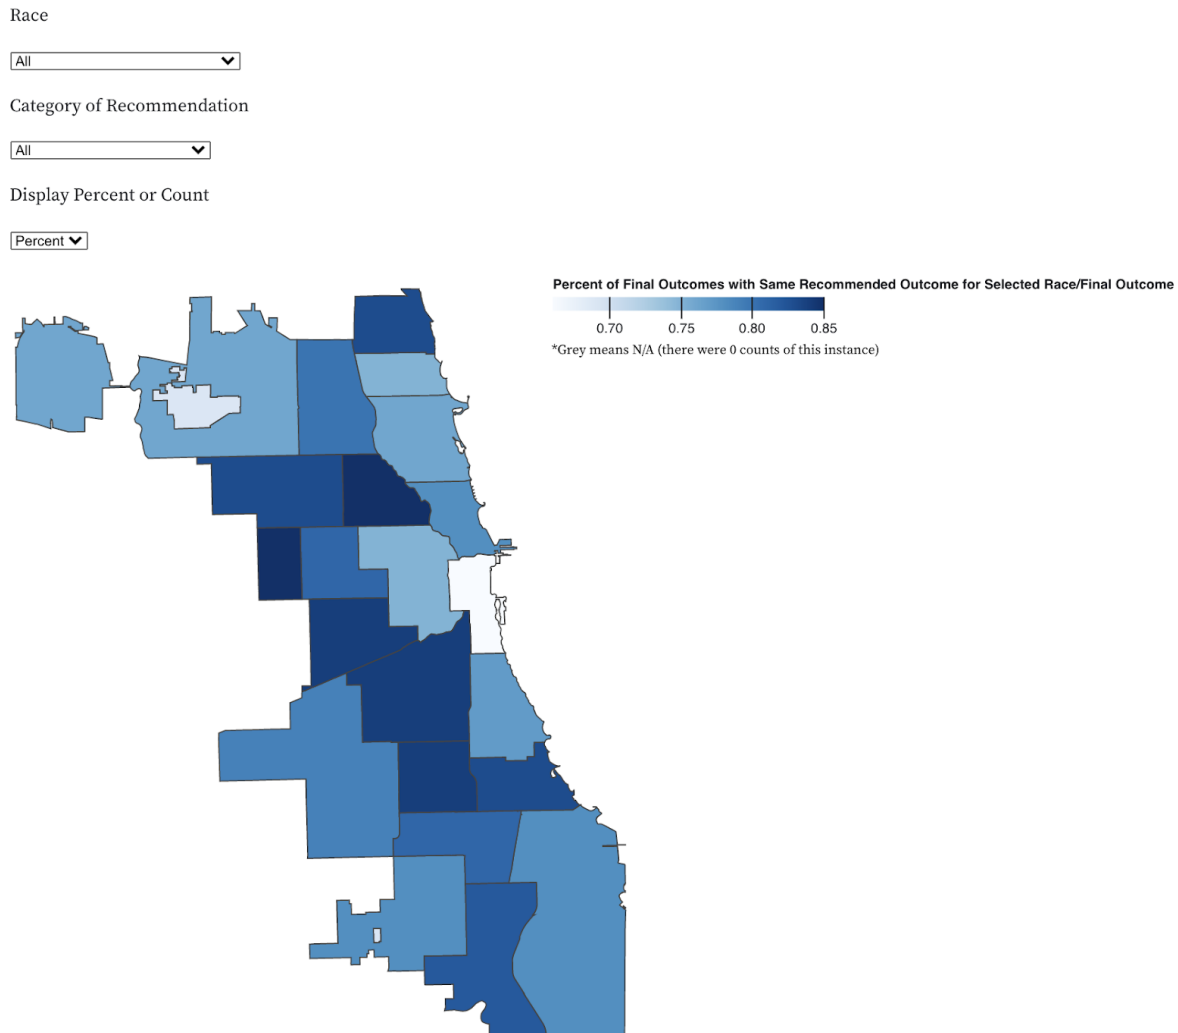 Race
All
Category of Recommendation
All
Display Percent or Count
Percent
Percent of Final Outcomes with Same Recommended Outcome for Selected Race/Final Outcome
0.70 0.75 0.80 0.85
*Grey means N/A (there were 0 counts of this instance)